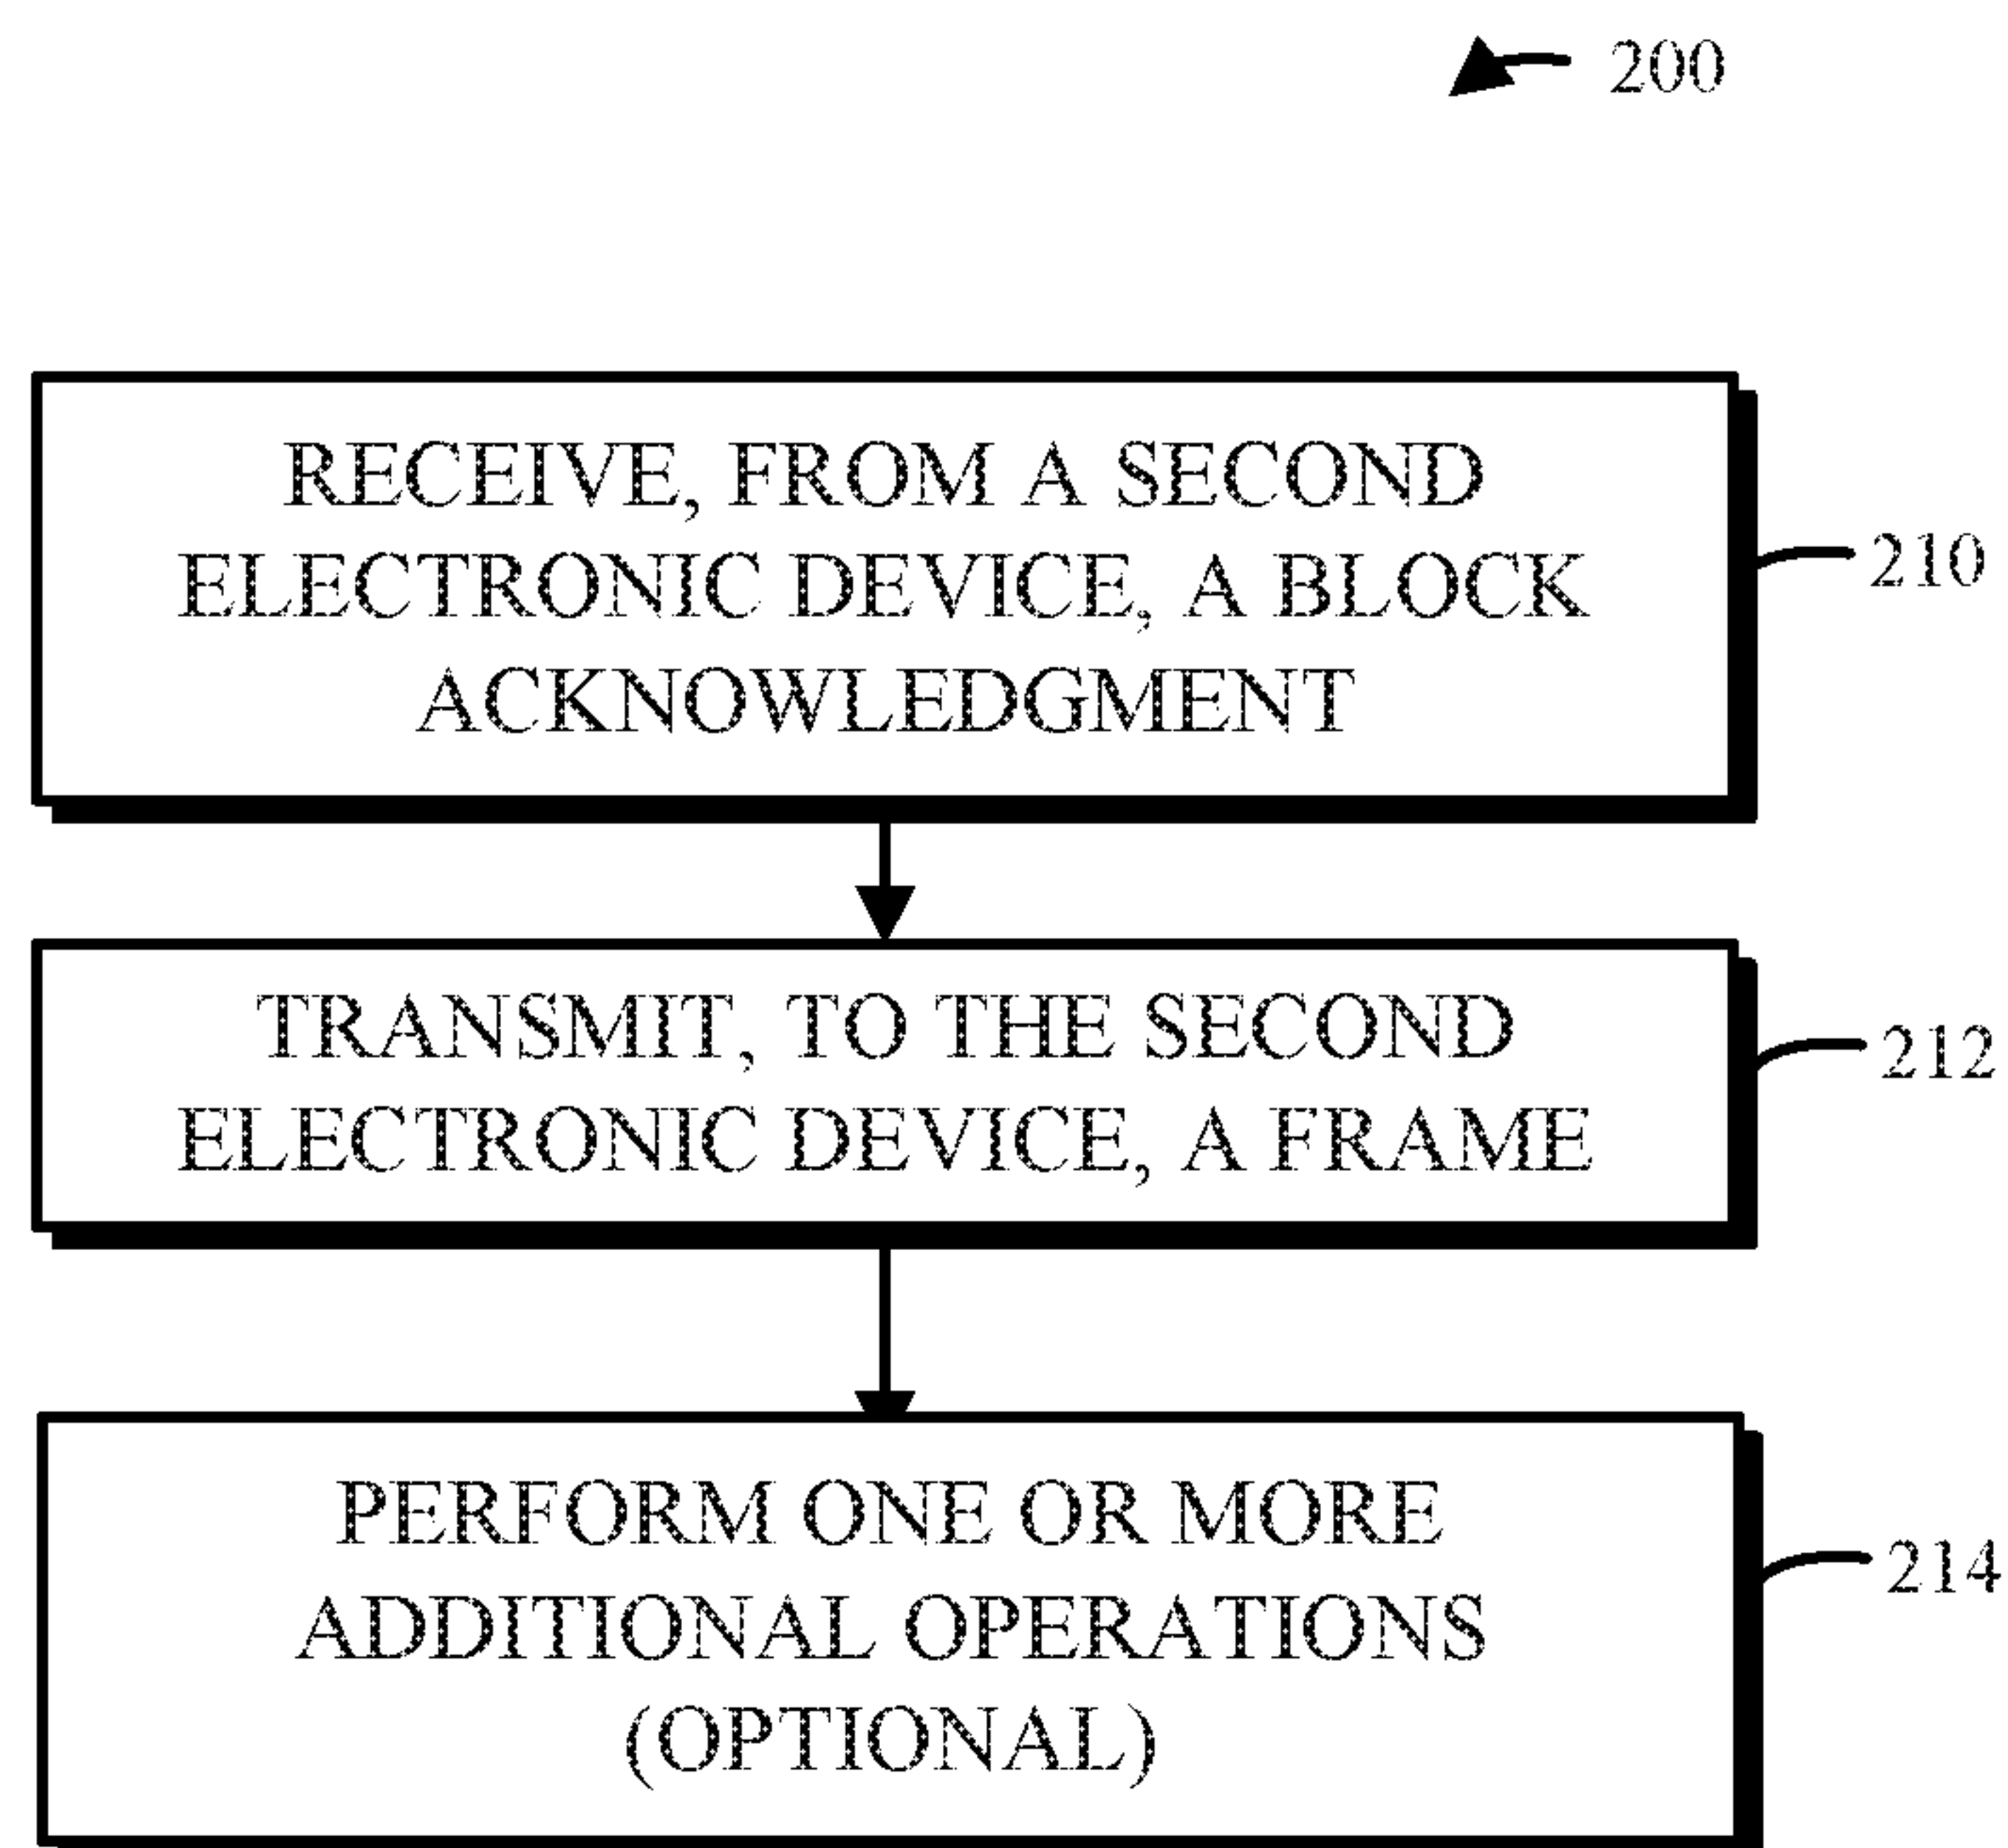 200
RECEIVE, FROM A SECOND
ELECTRONIC DEVICE, A BLOCK
ACKNOWLEDGMENT
210
TRANSMIT, TO THE SECOND
ELECTRONIC DEVICE, A FRAME
212
PERFORM ONE OR MORE
ADDITIONAL OPERATIONS
(OPTIONAL)
214